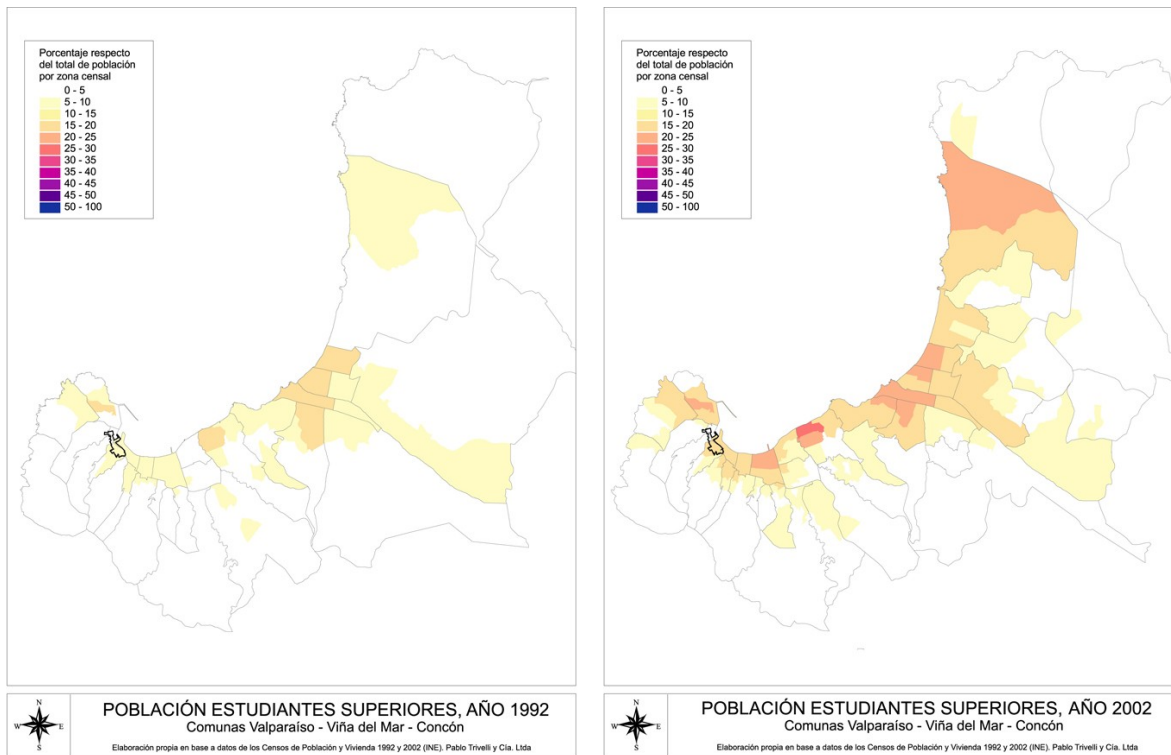 Porcentaje respecto
del total de población
por zona censal
0 - 5
5 - 10
10 - 15
15 - 20
20 - 25
25 - 30
30 - 35
35 - 40
40 - 45
45 - 50
50 - 100
N
W E
S
POBLACIÓN ESTUDIANTES SUPERIORES, AÑO 1992
Comunas Valparaíso - Viña del Mar - Concón
Elaboración propia en base a datos de los Censos de Población y Vivienda 1992 y 2002 (INE). Pablo Trivelli y Cía. Ltda
Porcentaje respecto
del total de población
por zona censal
0 - 5
5 - 10
10 - 15
15 - 20
20 - 25
25 - 30
30 - 35
35 - 40
40 - 45
45 - 50
50 - 100
N
W E
S
POBLACIÓN ESTUDIANTES SUPERIORES, AÑO 2002
Comunas Valparaíso - Viña del Mar - Concón
Elaboración propia en base a datos de los Censos de Población y Vivienda 1992 y 2002 (INE). Pablo Trivelli y Cía. Ltda